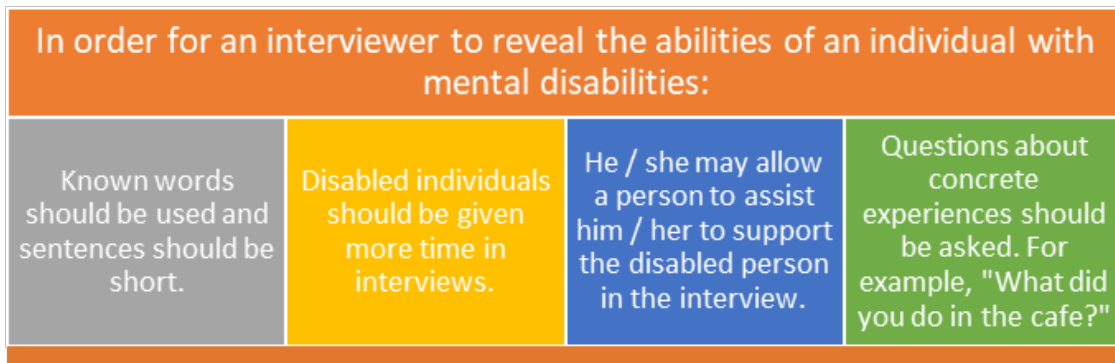 In order for an interviewer to reveal the abilities of an individual with
mental disabilities:
Known words
should be used and
sentences should be
short.
Disabled individuals
should be given
more time in
interviews.
He / she may allow
a person to assist
him / her to support
the disabled person
in the interview.
Questions about
concrete
experiences should
be asked. For
example, "What did
you do in the cafe?"